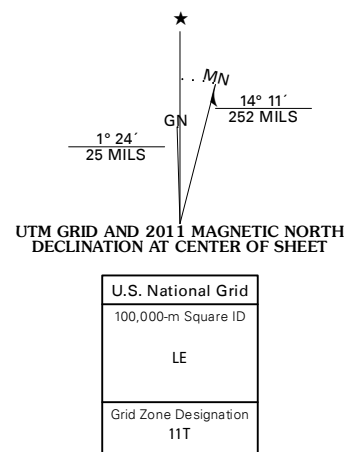 ★
MN
GN
14° 11´
252 MILS
1° 24´
25 MILS
UTM GRID AND 2011 MAGNETIC NORTH
DECLINATION AT CENTER OF SHEET
U.S. National Grid
100,000-m Square ID
LE
Grid Zone Designation
11T